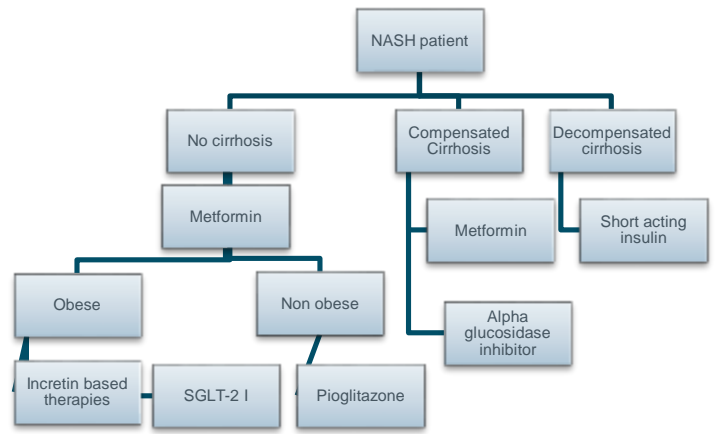 NASH patient
No cirrhosis
Compensated
Cirrhosis
Decompensated
cirrhosis
Metformin
Metformin
Short acting
insulin
Obese
Non obese
Alpha
glucosidase
inhibitor
Incretin based
therapies
SGLT-2 I
Pioglitazone